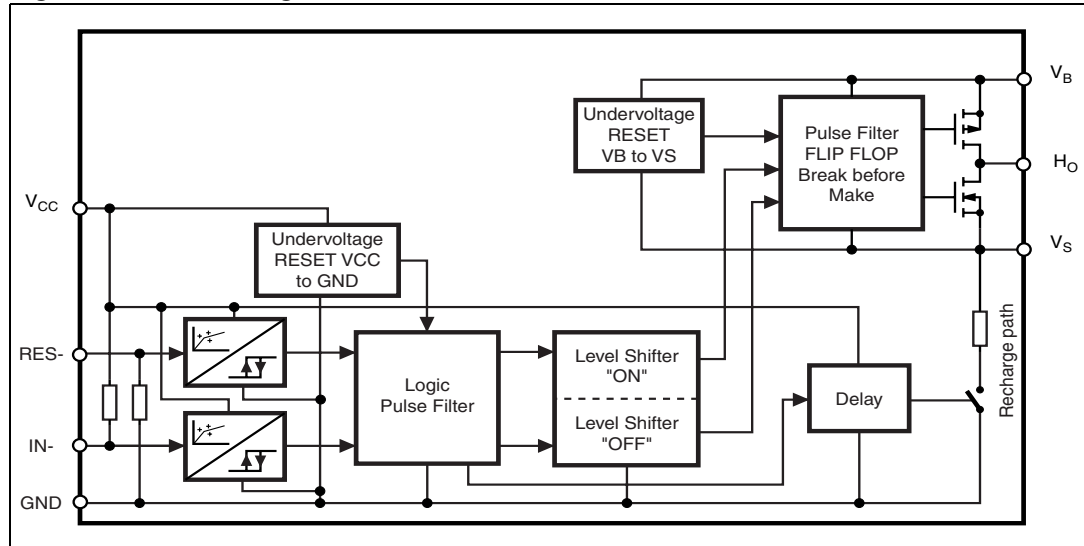 V_B
Undervoltage
RESET
VB to VS
Pulse Filter
FLIP FLOP
Break before
Make
H_O
V_CC
V_S
Undervoltage
RESET VCC
to GND
RES-
Logic
Pulse Filter
Level Shifter
"ON"
Level Shifter
"OFF"
Delay
Recharge path
IN-
GND